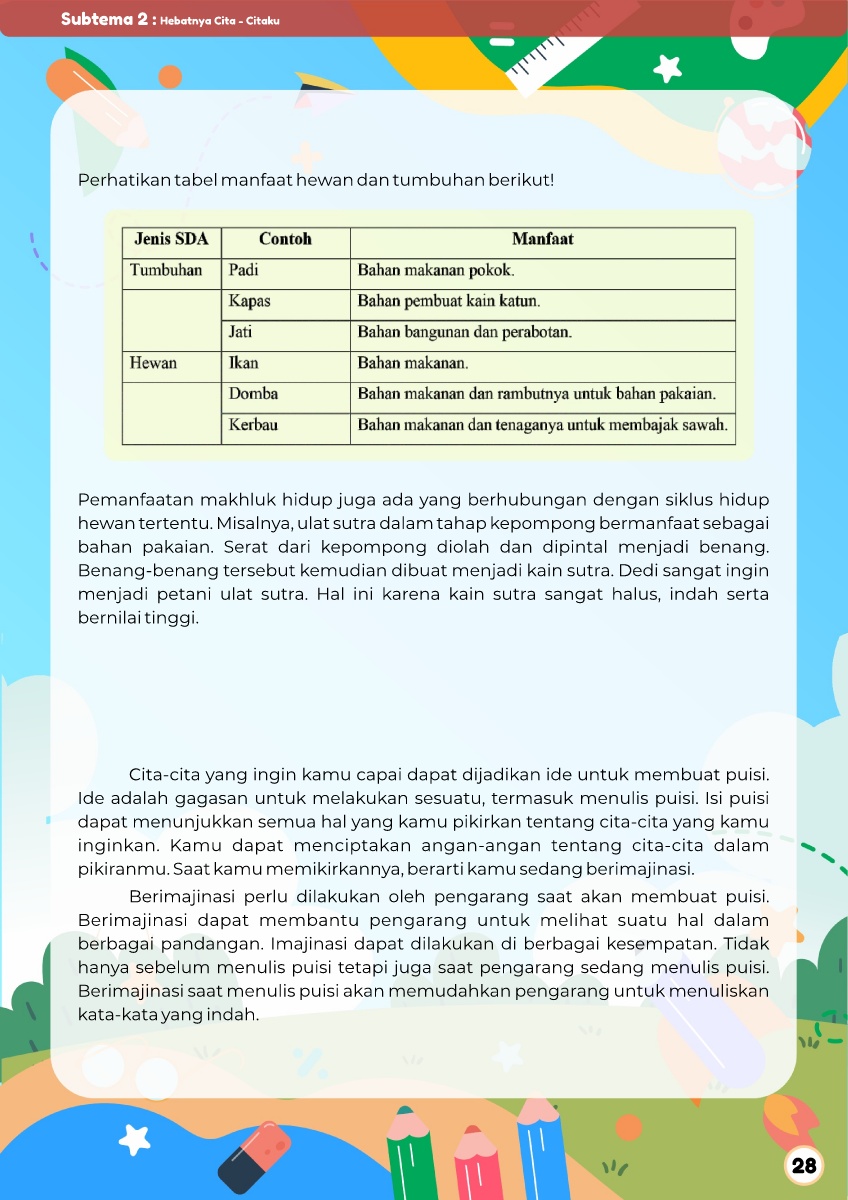 Subtema 2 : Hebatnya Cita - Citaku
Perhatikan tabel manfaat hewan dan tumbuhan berikut!
Jenis SDA Contoh Manfaat
Tumbuhan Padi Bahan makanan pokok.
Kapas Bahan pembuat kain katun.
Jati Bahan bangunan dan perabotan.
Hewan Ikan Bahan makanan.
Domba Bahan makanan dan rambutnya untuk bahan pakaian.
Kerbau Bahan makanan dan tenaganya untuk membajak sawah.
Pemanfaatan makhluk hidup juga ada yang berhubungan dengan siklus hidup
hewan tertentu. Misalnya, ulat sutra dalam tahap kepompong bermanfaat sebagai
bahan pakaian. Serat dari kepompong diolah dan dipintal menjadi benang.
Benang-benang tersebut kemudian dibuat menjadi kain sutra. Dedi sangat ingin
menjadi petani ulat sutra. Hal ini karena kain sutra sangat halus, indah serta
bernilai tinggi.
Cita-cita yang ingin kamu capai dapat dijadikan ide untuk membuat puisi.
Ide adalah gagasan untuk melakukan sesuatu, termasuk menulis puisi. Isi puisi
dapat menunjukkan semua hal yang kamu pikirkan tentang cita-cita yang kamu
inginkan. Kamu dapat menciptakan angan-angan tentang cita-cita dalam
pikiranmu. Saat kamu memikirkannya, berarti kamu sedang berimajinasi.
Berimajinasi perlu dilakukan oleh pengarang saat akan membuat puisi.
Berimajinasi dapat membantu pengarang untuk melihat suatu hal dalam
berbagai pandangan. Imajinasi dapat dilakukan di berbagai kesempatan. Tidak
hanya sebelum menulis puisi tetapi juga saat pengarang sedang menulis puisi.
Berimajinasi saat menulis puisi akan memudahkan pengarang untuk menuliskan
kata-kata yang indah.
28